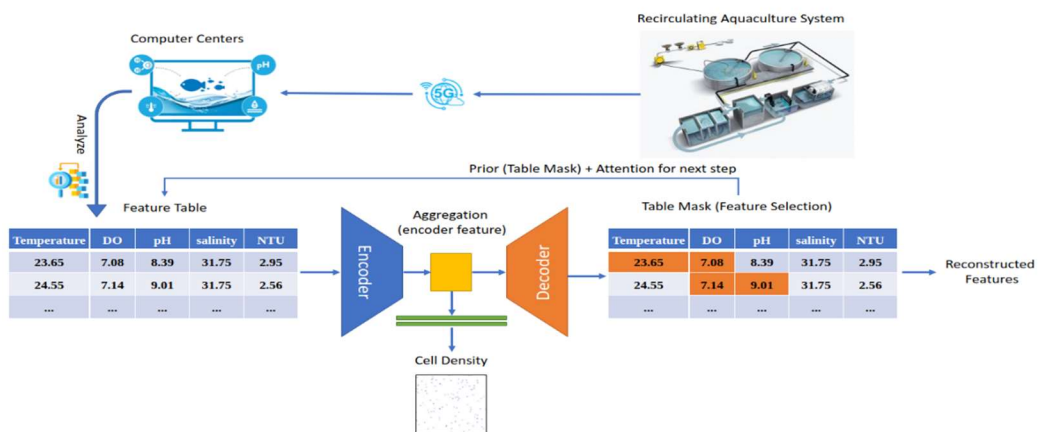 Recirculating Aquaculture System
Computer Centers
pH
5G
Analyze
Prior (Table Mask) + Attention for next step
Feature Table
Aggregation
(encoder feature)
Table Mask (Feature Selection)
Temperature DO pH salinity NTU
23.65 7.08 8.39 31.75 2.95
24.55 7.14 9.01 31.75 2.56
... ... ... ... ...
Encoder
Decoder
Temperature DO pH salinity NTU
23.65 7.08 8.39 31.75 2.95
24.55 7.14 9.01 31.75 2.56
... ... ... ... ...
Reconstructed
Features
Cell Density